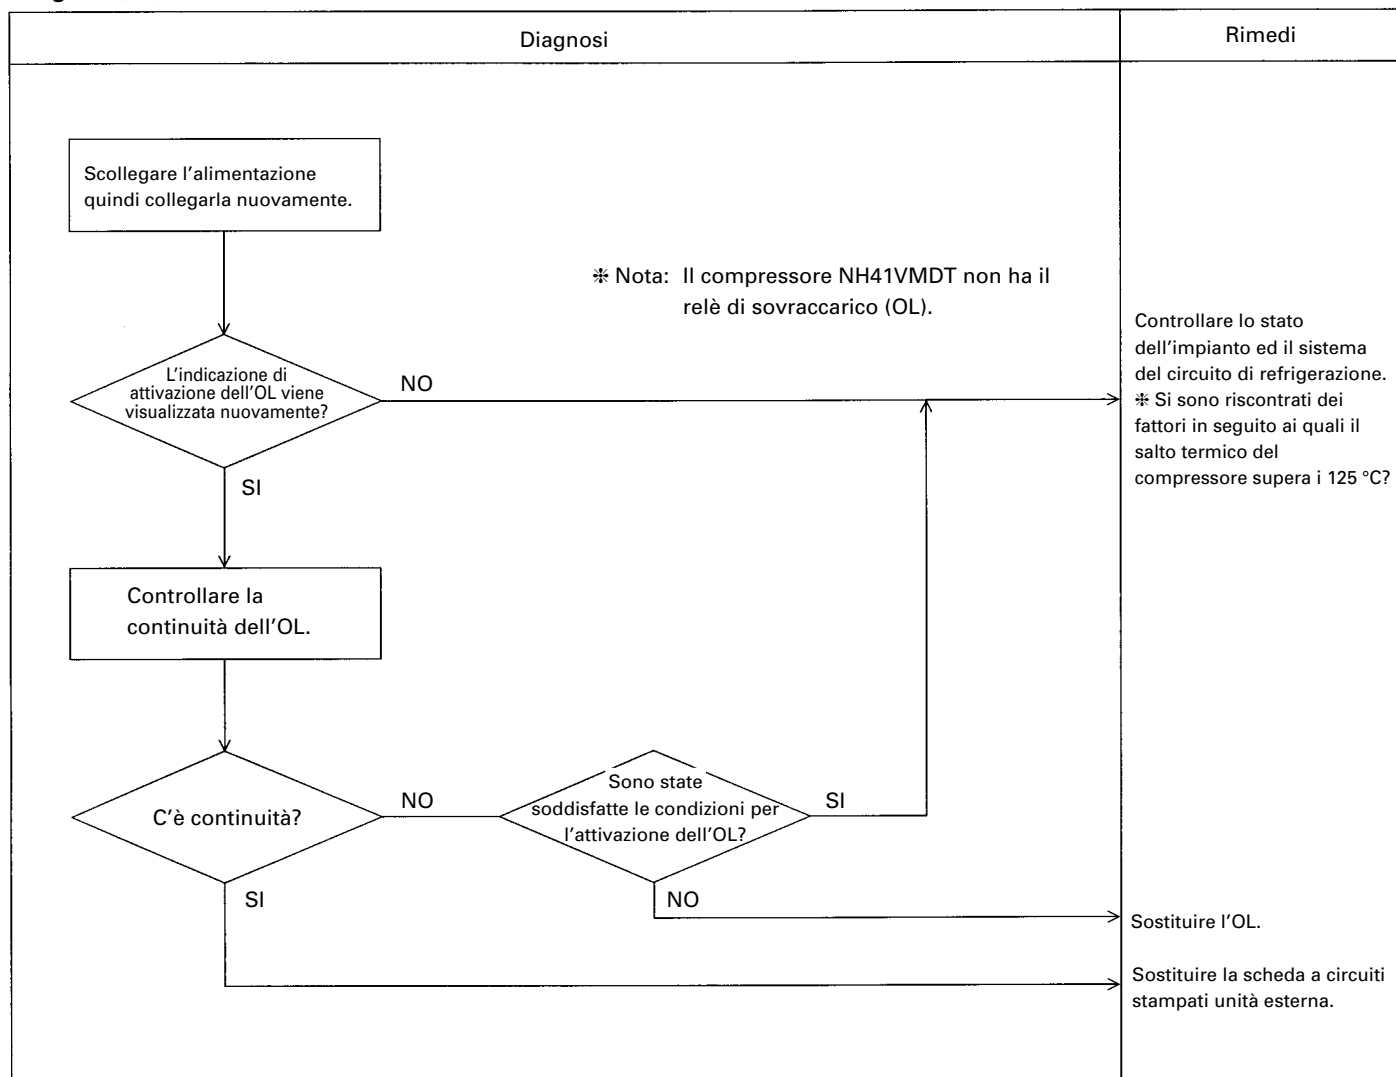 Diagnosi
Rimedi
Scollegare l'alimentazione
quindi collegarla nuovamente.
❉ Nota: Il compressore NH41VMDT non ha il
relè di sovraccarico (OL).
L'indicazione di
attivazione dell'OL viene
visualizzata nuovamente?
NO
SI
Controllare lo stato
dell'impianto ed il sistema
del circuito di refrigerazione.
❉ Si sono riscontrati dei
fattori in seguito ai quali il
salto termico del
compressore supera i 125 °C?
Controllare la
continuità dell'OL.
C'è continuità?
NO
SI
Sono state
soddisfatte le condizioni per
l'attivazione dell'OL?
SI
NO
Sostituire l'OL.
Sostituire la scheda a circuiti
stampati unità esterna.